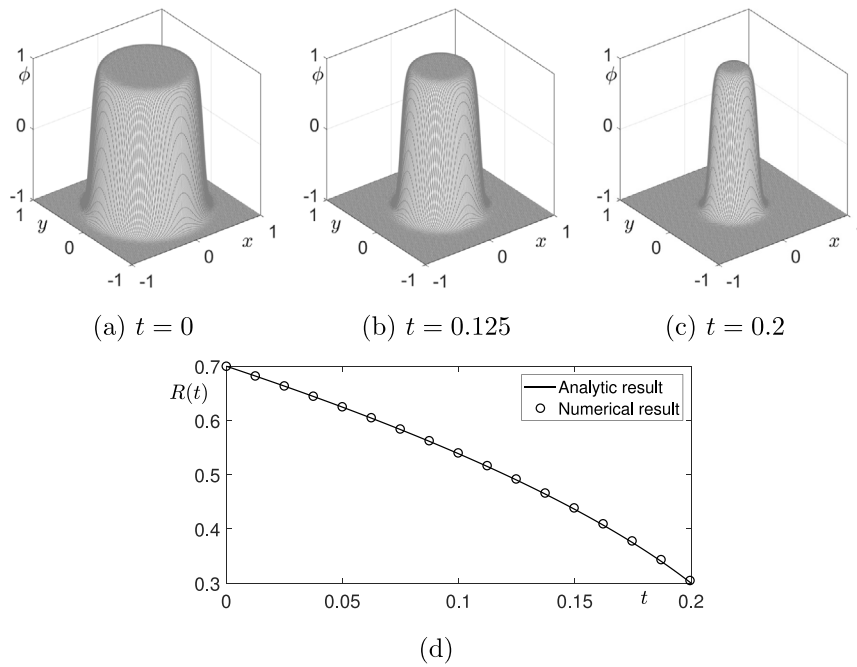 1
ϕ
0
-1
1
y
0
-1
-1
0
x
1
1
ϕ
0
-1
1
y
0
-1
-1
0
x
1
1
ϕ
0
-1
1
y
0
-1
-1
0
x
1
(a) t = 0
(b) t = 0.125
(c) t = 0.2
0.7
R(t)
0.6
0.5
0.4
0.3
Analytic result
Numerical result
0 0.05 0.1 0.15 t 0.2
(d)